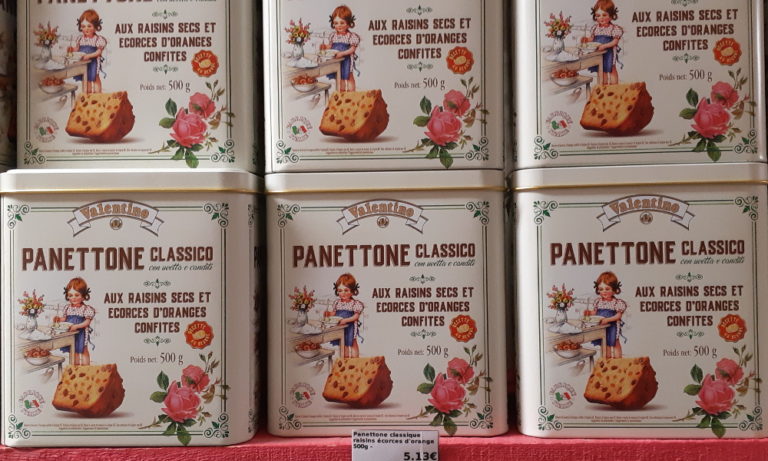 PANETTONE
AUX RAISINS SECS ET
ECORCES D'ORANGES
CONFITES
Poids net: 500 g
PANETTONE
AUX RAISINS SECS ET
ECORCES D'ORANGES
CONFITES
Poids net: 500 g
AUX RAISINS SECS ET
ECORCES D'ORANGES
CONFITES
Poids net: 500 g
Valentino
PANETTONE CLASSICO
con uvetta e canditi
AUX RAISINS SECS ET
ECORCES D'ORANGES
CONFITES
Poids net: 500 g
Valentino
PANETTONE CLASSICO
con uvetta e canditi
AUX RAISINS SECS ET
ECORCES D'ORANGES
CONFITES
Poids net: 500 g
Valentino
PANETTONE CLASSICO
con uvetta e canditi
AUX RAISINS SECS ET
ECORCES D'ORANGES
CONFITES
Poids net: 500 g
Panettone classique
raisins écorces d'orange
500g -
5.13€